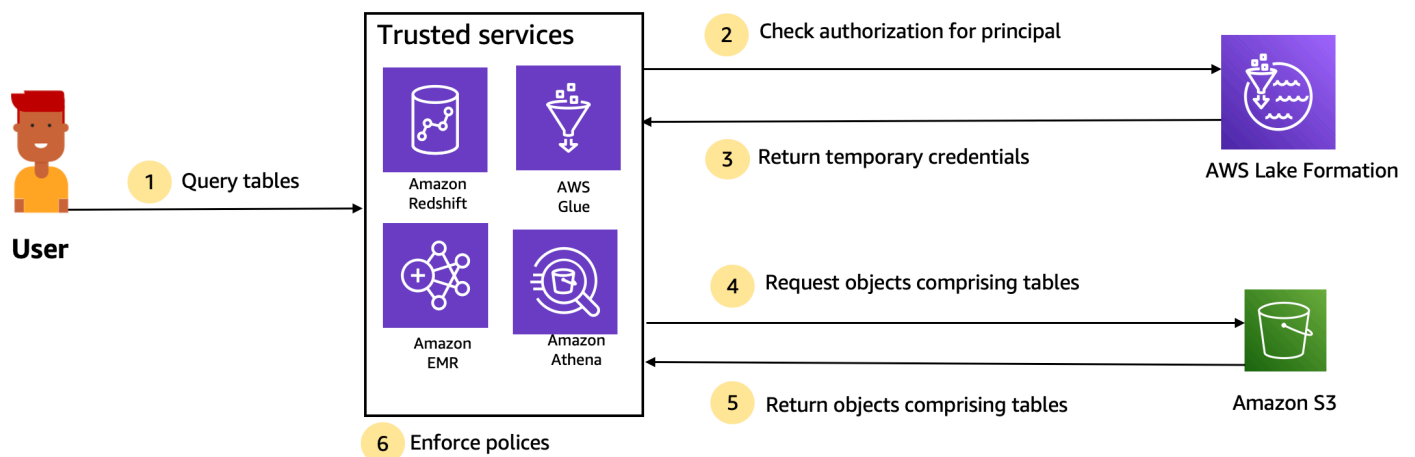 Trusted services
2 Check authorization for principal
Amazon
Redshift
AWS
Glue
3 Return temporary credentials
AWS Lake Formation
1 Query tables
User
Amazon
EMR
Amazon
Athena
4 Request objects comprising tables
5 Return objects comprising tables
Amazon S3
6 Enforce polices